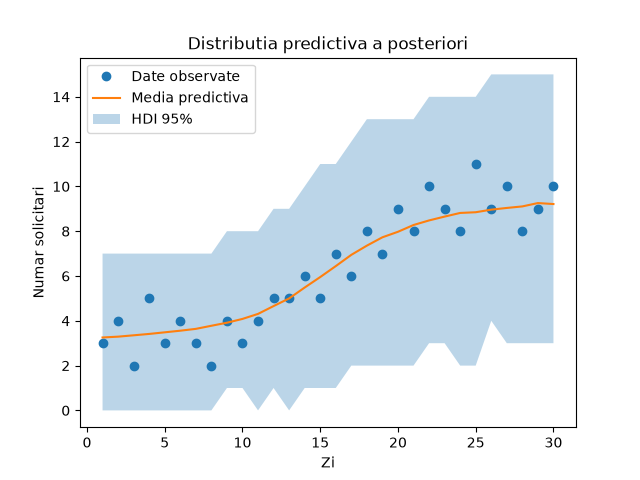 Distributia predictiva a posteriori
Date observate
Media predictiva
HDI 95%
14
12
10
8
6
4
2
0
Numar solicitari
0 5 10 15 20 25 30
Zi